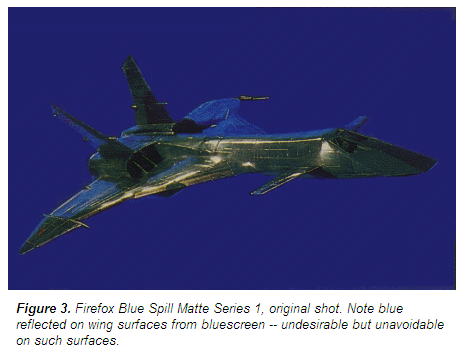 Figure 3. Firefox Blue Spill Matte Series 1, original shot. Note blue
reflected on wing surfaces from bluescreen -- undesirable but unavoidable
on such surfaces.